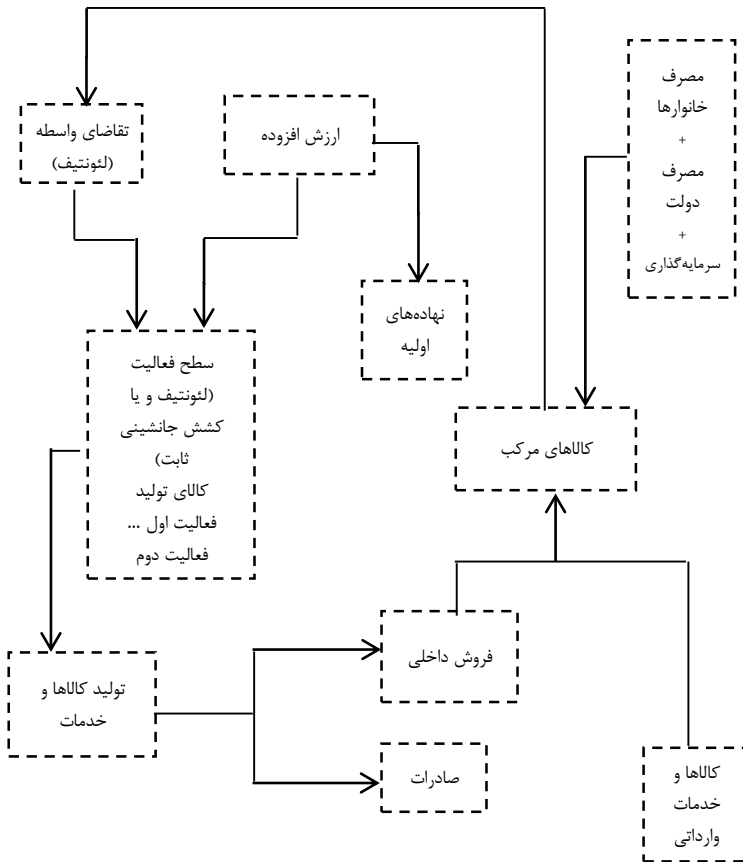 مصرف
خانوارها
+
مصرف
دولت
+
سرمایه‌گذاری
ارزش افزوده
تقاضای واسطه
(لئونتیف)
نهاده‌های
اولیه
سطح فعالیت
(لئونتیف و یا
کشش جانشینی
ثابت)
کالای تولید
فعالیت اول ...
فعالیت دوم
کالاهای مرکب
فروش داخلی
تولید کالاها و
خدمات
صادرات
کالاها و
خدمات
وارداتی